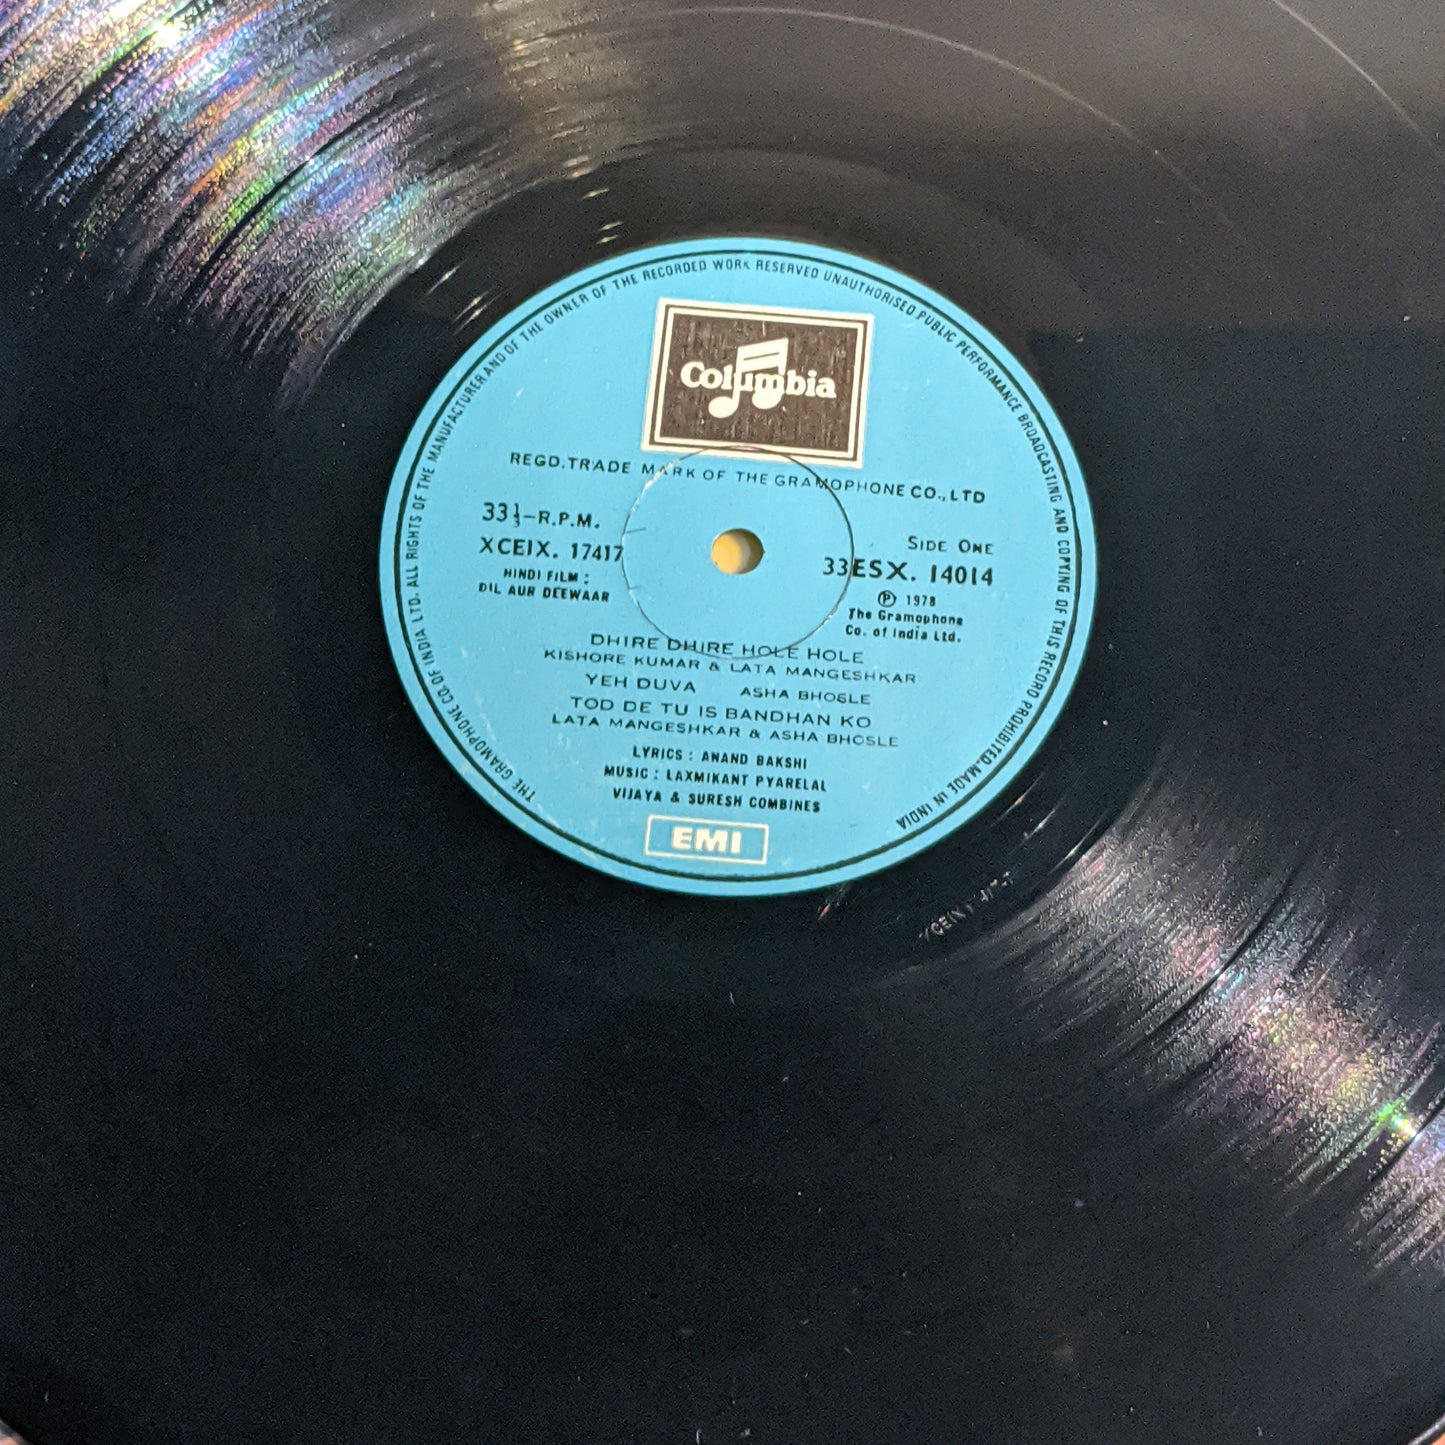 THE GRAMOPHONE CO. OF INDIA LTD. ALL RIGHTS OF THE MANUFACTURER AND OF THE OWNER OF THE RECORDED WORK RESERVED UNAUTHORISED PUBLIC PERFORMANCE BROADCASTING AND COPYING OF THIS RECORD PROHIBITED. MADE IN INDIA
Columbia
REGD. TRADE MARK OF THE GRAMOPHONE CO., LTD
33⅓-R.P.M.
SIDE ONE
XCEIX. 17417
33ESX. 14014
HINDI FILM :
DIL AUR DEEWAAR
Ⓟ 1978
The Gramophone
Co. of India Ltd.
DHIRE DHIRE HOLE HOLE
KISHORE KUMAR & LATA MANGESHKAR
YEH DUVA ASHA BHOSLE
TOD DE TU IS BANDHAN KO
LATA MANGESHKAR & ASHA BHOSLE
LYRICS : ANAND BAKSHI
MUSIC : LAXMIKANT PYARELAL
VIJAYA & SURESH COMBINES
EMI